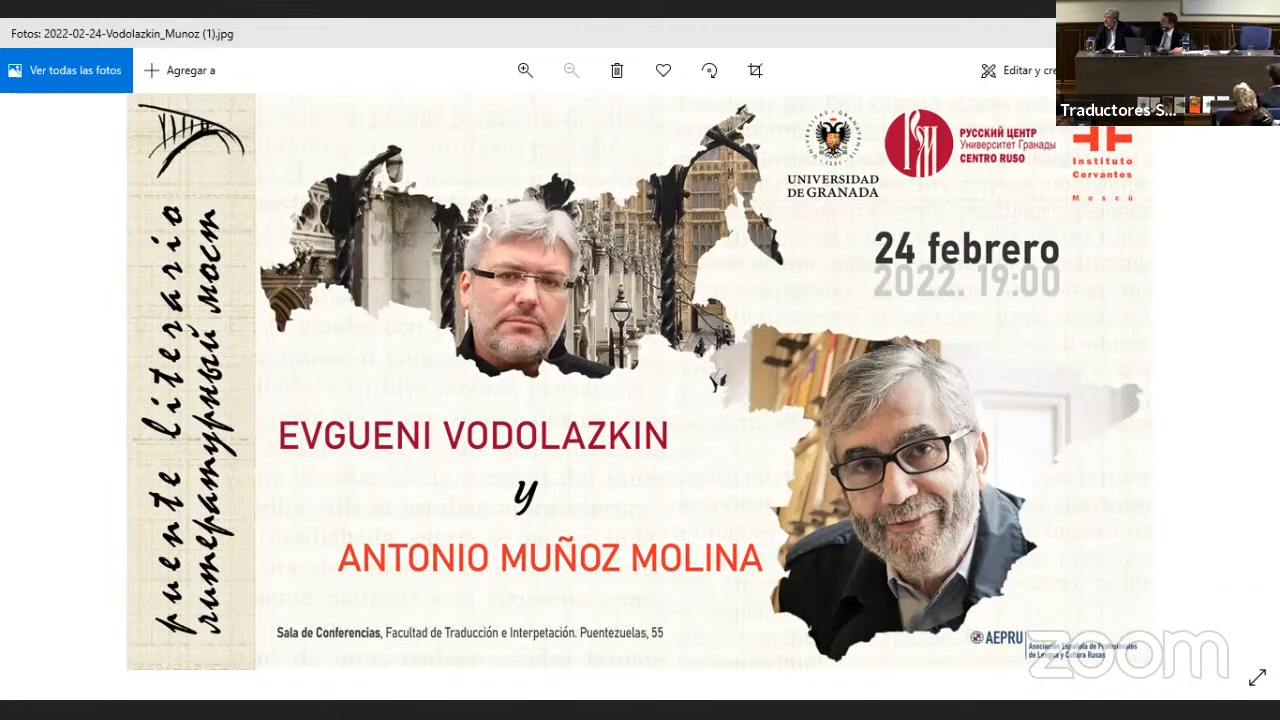 Fotos: 2022-02-24-Vodolazkin_Munoz (1).jpg
Ver todas las fotos
Agregar a
Editar y cre
Traductores S...
puente literario
литературный мост
UNIVERSIDAD
DE GRANADA
РУССКИЙ ЦЕНТР
Университет Гранады
CENTRO RUSO
Instituto
Cervantes
Moscú
24 febrero
2022. 19:00
EVGUENI VODOLAZKIN
y
ANTONIO MUÑOZ MOLINA
Sala de Conferencias, Facultad de Traducción e Interpetación. Puentezuelas, 55
AEPRU
Asociación Española de Profesionales
de Lengua y Cultura Rusas
zoom